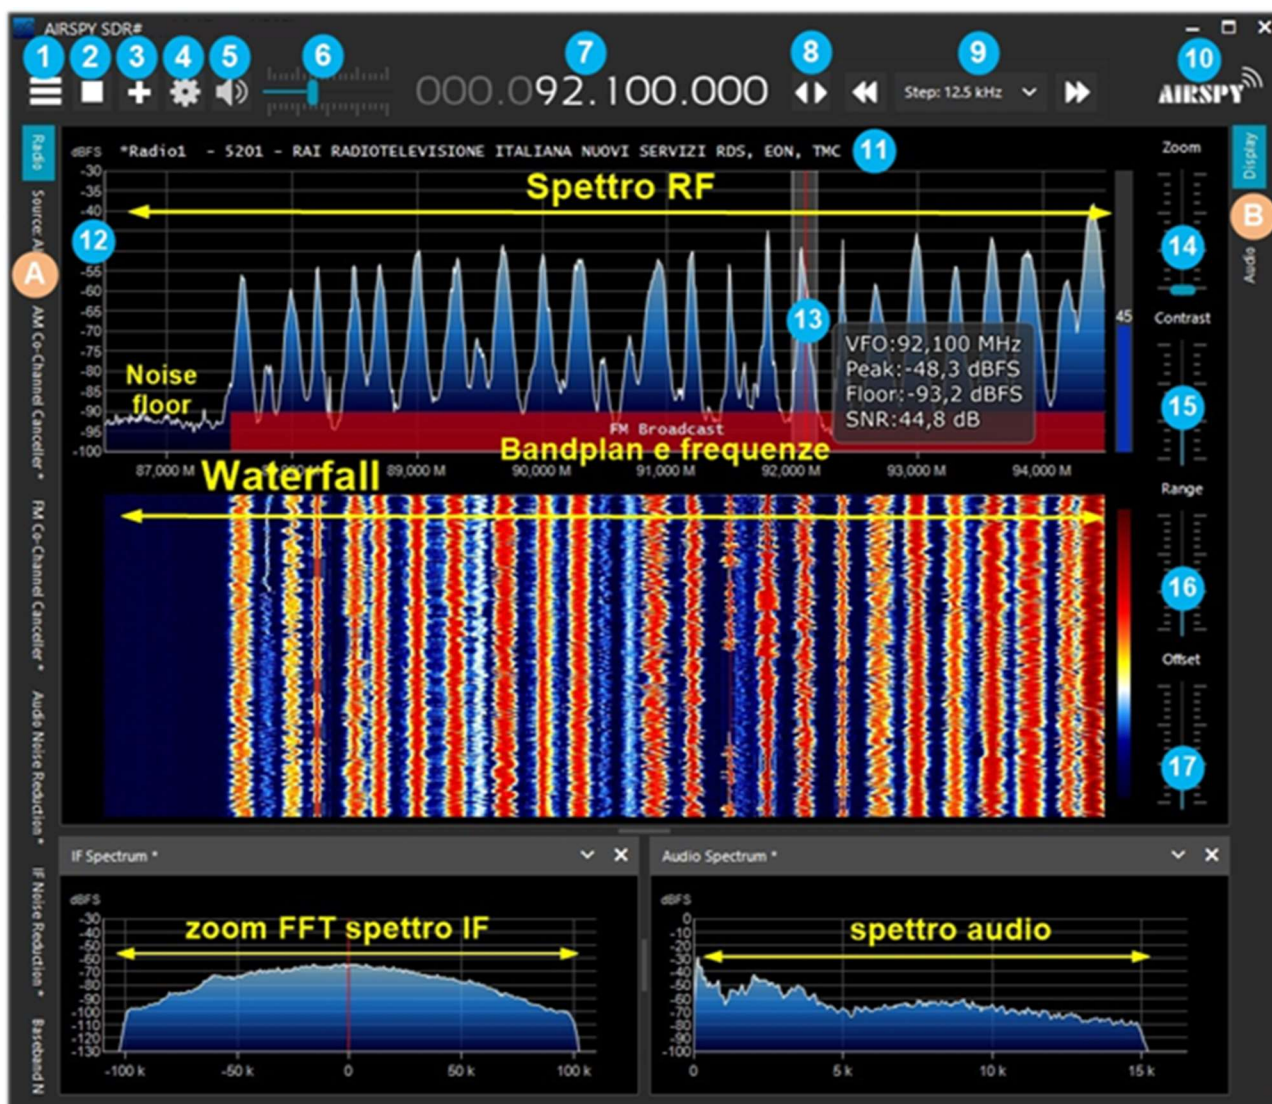 AIRSPY SDR#
1 2 3 4 5 6 7 8 9 10
000.092.100.000
Step: 12.5 kHz
AIRSPY
Radio
Source: AI
A
AM Co-Channel Canceller *
FM Co-Channel Canceller *
Audio Noise Reduction *
IF Noise Reduction *
Baseband N
dBFS
*Radio1 - 5201 - RAI RADIOTELEVISIONE ITALIANA NUOVI SERVIZI RDS, EON, TMC
11
Spettro RF
-30
-35
-40
12
-55
-60
-65
-70
-75
-80
-85
-90
-95
-100
45
13
VFO:92,100 MHz
Peak:-48,3 dBFS
Floor:-93,2 dBFS
SNR:44,8 dB
Noise
floor
FM Broadcast
Bandplan e frequenze
87,000 M
89,000 M
90,000 M
91,000 M
92,000 M
93,000 M
94,000 M
Waterfall
Zoom
14
Contrast
15
Range
16
Offset
17
Display
B
Audio
IF Spectrum *
dBFS
zoom FFT spettro IF
-30
-40
-50
-60
-70
-80
-90
-100
-110
-120
-130
-100 k
-50 k
0
50 k
100 k
Audio Spectrum *
dBFS
spettro audio
0
-10
-20
-30
-40
-50
-60
-70
-80
-90
-100
0
5 k
10 k
15 k